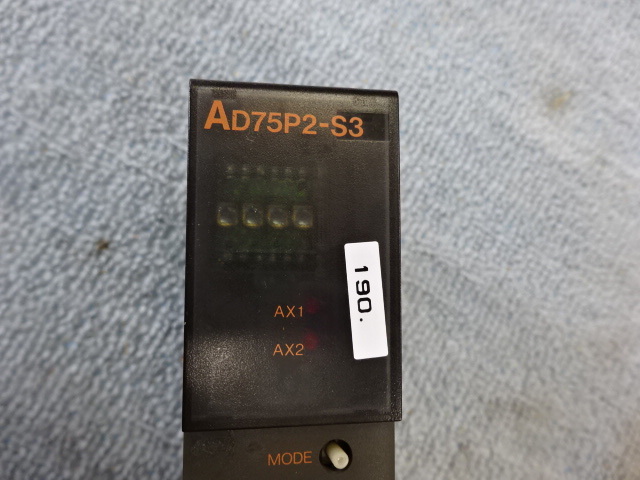 AD75P2-S3
190.
AX1
AX2
MODE